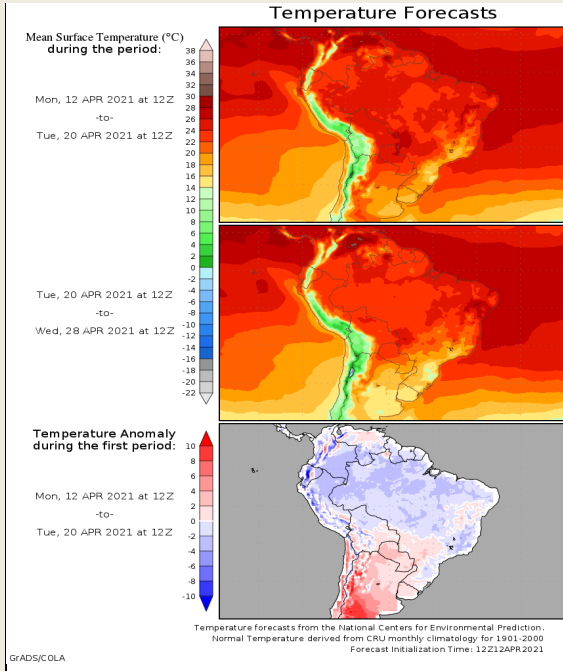 Temperature Forecasts
Mean Surface Temperature (°C)
during the period:
Mon, 12 APR 2021 at 12Z
-to-
Tue, 20 APR 2021 at 12Z
38
36
34
32
30
28
26
24
22
20
18
16
14
12
10
8
6
4
2
0
-2
-4
-6
-8
-10
-12
-14
-16
-18
-20
-22
Tue, 20 APR 2021 at 12Z
-to-
Wed, 28 APR 2021 at 12Z
Temperature Anomaly
during the first period:
Mon, 12 APR 2021 at 12Z
-to-
Tue, 20 APR 2021 at 12Z
10
8
6
4
2
0
-2
-4
-6
-8
-10
Temperature forecasts from the National Centers for Environmental Prediction.
Normal Temperature derived from CRU monthly climatology for 1901-2000
Forecast Initialization Time: 12Z12APR2021
GrADS/COLA